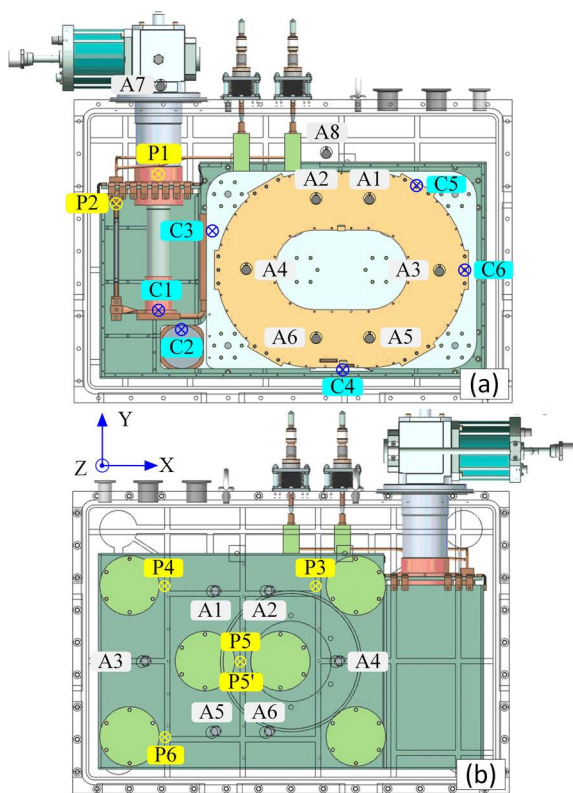 A7
A8
P1
P2
A2 A1 C5
C3
A4 A3 C6
C1
C2
A6 A5
C4
(a)
Y
Z X
P4 P3
A1 A2
P5
A3 A4
P5'
A5 A6
P6
(b)